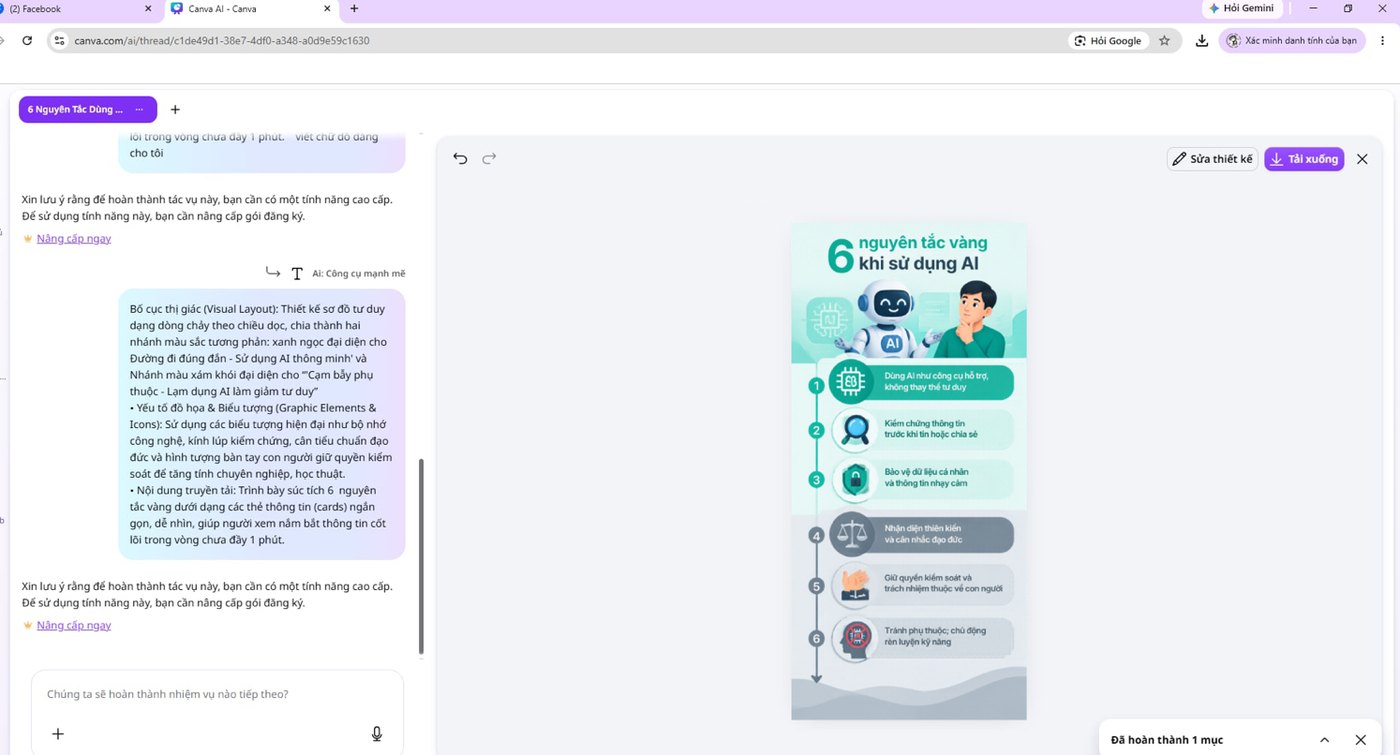 (2) Facebook
Canva AI - Canva
Hỏi Gemini
canva.com/ai/thread/c1de49d1-38e7-4df0-a348-a0d9e59c1630
Hỏi Google
Xác minh danh tính của bạn
6 Nguyên Tắc Dùng ...
lõi trong vòng chưa đầy 1 phút. viết chữ dò dang
cho tôi
Xin lưu ý rằng để hoàn thành tác vụ này, bạn cần có một tính năng cao cấp.
Để sử dụng tính năng này, bạn cần nâng cấp gói đăng ký.
Nâng cấp ngay
T Ai: Công cụ mạnh mẽ
Bố cục thị giác (Visual Layout): Thiết kế sơ đồ tư duy
dạng dòng chảy theo chiều dọc, chia thành hai
nhánh màu sắc tương phản: xanh ngọc đại diện cho
Đường đi đúng đắn - Sử dụng AI thông minh' và
Nhánh màu xám khói đại diện cho “'Cạm bẫy phụ
thuộc - Lạm dụng AI làm giảm tư duy”
• Yếu tố đồ họa & Biểu tượng (Graphic Elements &
Icons): Sử dụng các biểu tượng hiện đại như bộ nhớ
công nghệ, kính lúp kiểm chứng, cân tiểu chuẩn đạo
đức và hình tượng bàn tay con người giữ quyền kiểm
soát để tăng tính chuyên nghiệp, học thuật.
• Nội dung truyền tải: Trình bày súc tích 6 nguyên
tắc vàng dưới dạng các thẻ thông tin (cards) ngắn
gọn, dễ nhìn, giúp người xem nắm bắt thông tin cốt
lõi trong vòng chưa đầy 1 phút.
Xin lưu ý rằng để hoàn thành tác vụ này, bạn cần có một tính năng cao cấp.
Để sử dụng tính năng này, bạn cần nâng cấp gói đăng ký.
Nâng cấp ngay
Chúng ta sẽ hoàn thành nhiệm vụ nào tiếp theo?
Sửa thiết kế
Tải xuống
6 nguyên tắc vàng
khi sử dụng AI
AI
1
Dùng AI như công cụ hỗ trợ,
không thay thế tư duy
2
Kiểm chứng thông tin
trước khi tin hoặc chia sẻ
3
Bảo vệ dữ liệu cá nhân
và thông tin nhạy cảm
4
Nhận diện thiên kiến
và cân nhắc đạo đức
5
Giữ quyền kiểm soát và
trách nhiệm thuộc về con người
6
Tránh phụ thuộc; chủ động
rèn luyện kỹ năng
Đã hoàn thành 1 mục